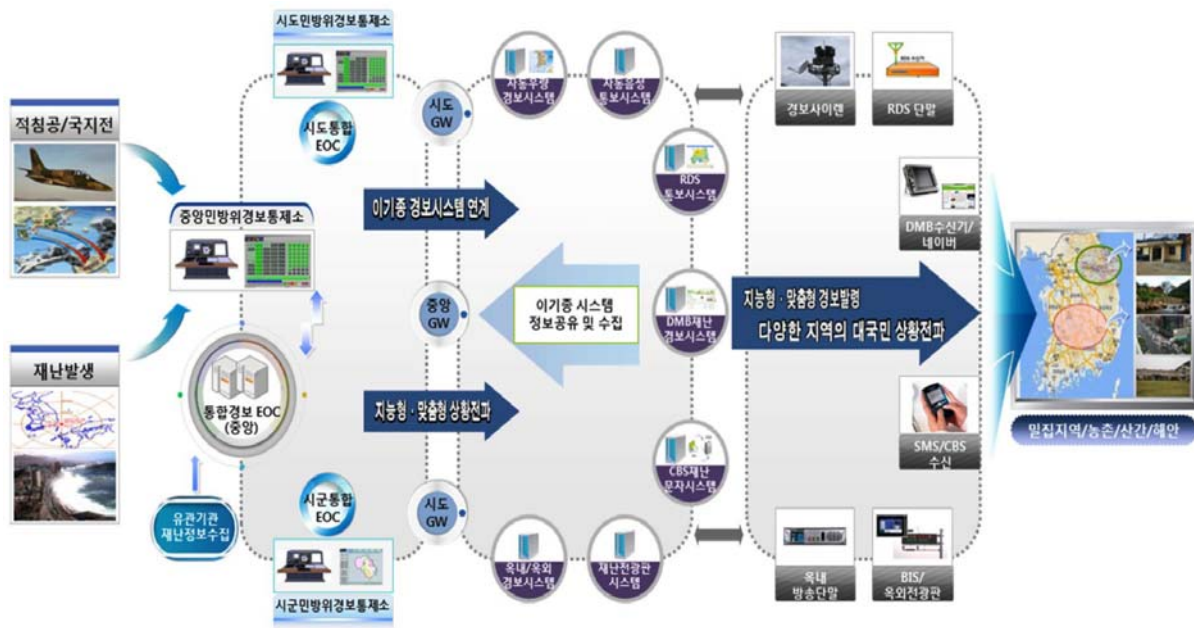 적침공/국지전
재난발생
유관기관
재난정보수집
중앙민방위경보통제소
통합경보 EOC
(중앙)
시도민방위경보통제소
시도통합
EOC
시군통합
EOC
시군민방위경보통제소
시도
GW
중앙
GW
시도
GW
이기종 경보시스템 연계
이기종 시스템
정보공유 및 수집
지능형·맞춤형 상황전파
자동우량
경보시스템
자동음성
통보시스템
RDS
통보시스템
DMB재난
경보시스템
CBS재난
문자시스템
옥내/옥외
경보시스템
재난전광판
시스템
지능형·맞춤형 경보발령
다양한 지역의 대국민 상황전파
경보사이렌
RDS 수신기
RDS 단말
DMB수신기/
네이버
SMS/CBS
수신
옥내
방송단말
BIS/
옥외전광판
밀집지역/농촌/산간/해안